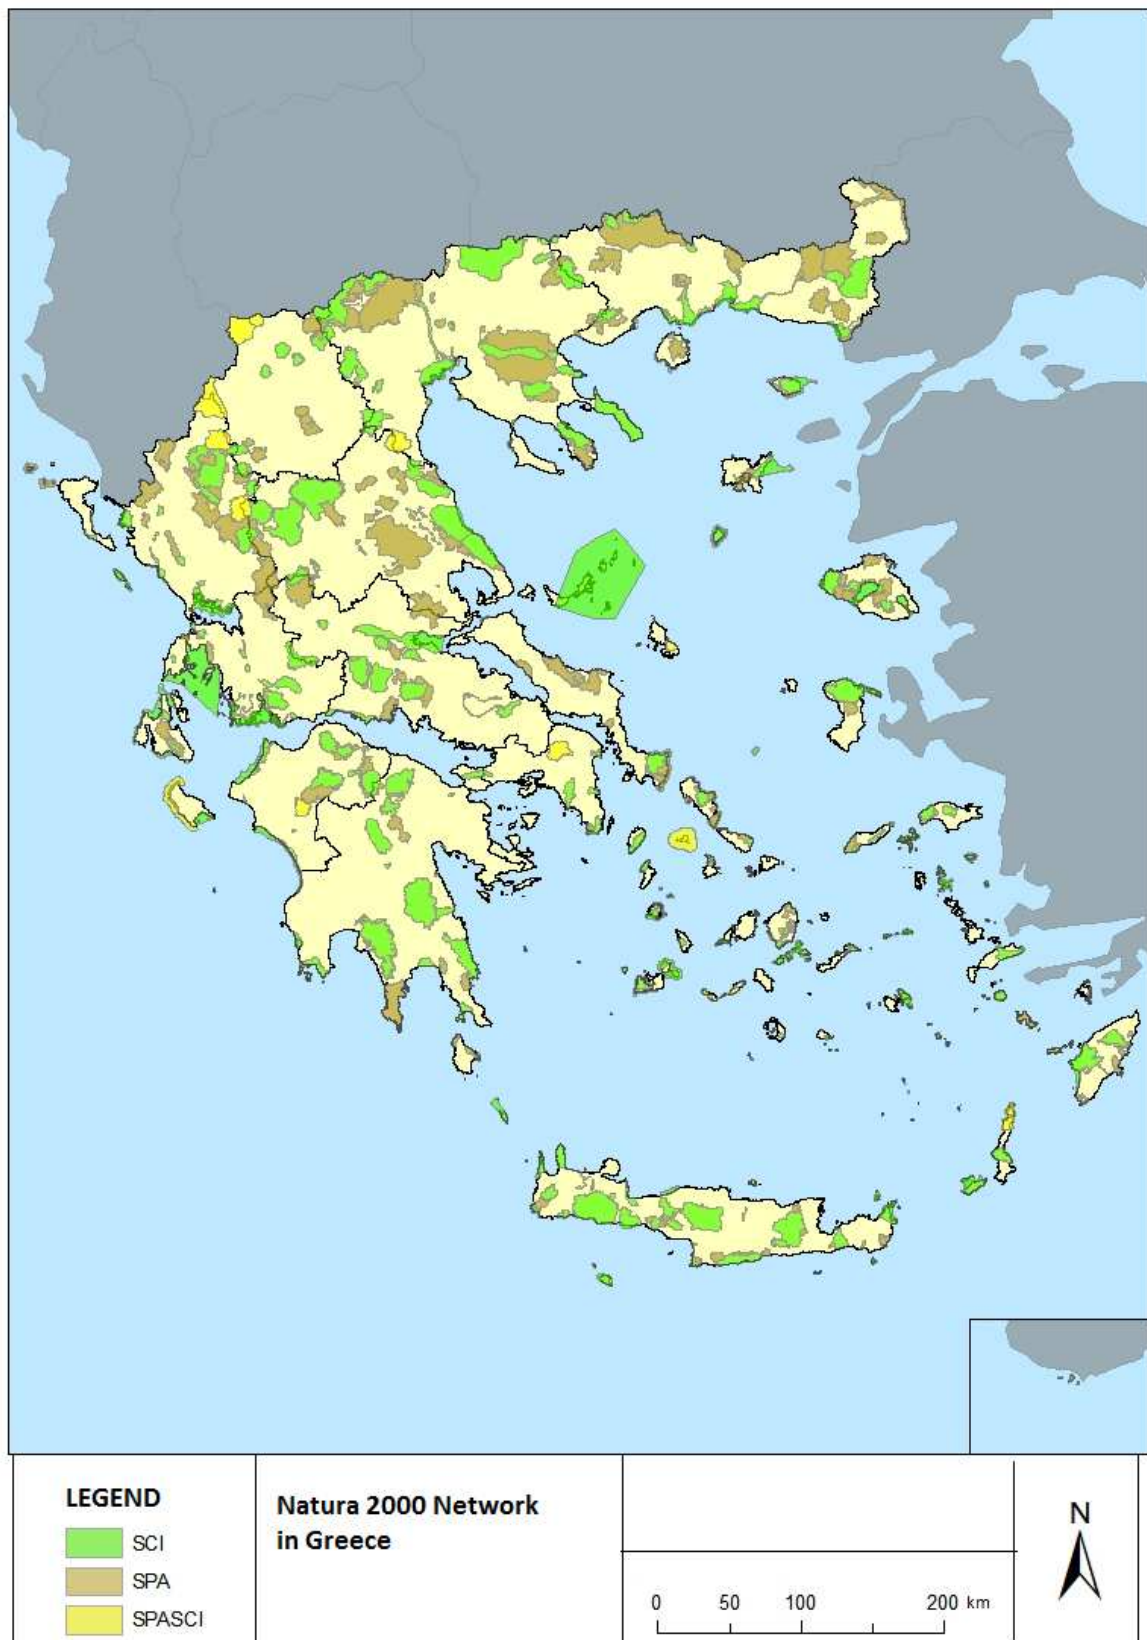 LEGEND
SCI
SPA
SPASCI
Natura 2000 Network
in Greece
0 50 100 200 km
N